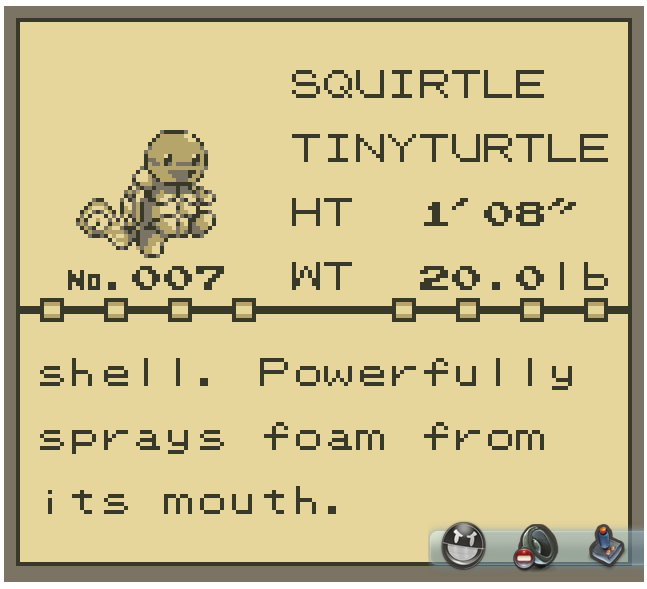 SQUIRTLE
TINYTURTLE
HT 1′08″
WT 20.0lb
No.007
shell. Powerfully
sprays foam from
its mouth.